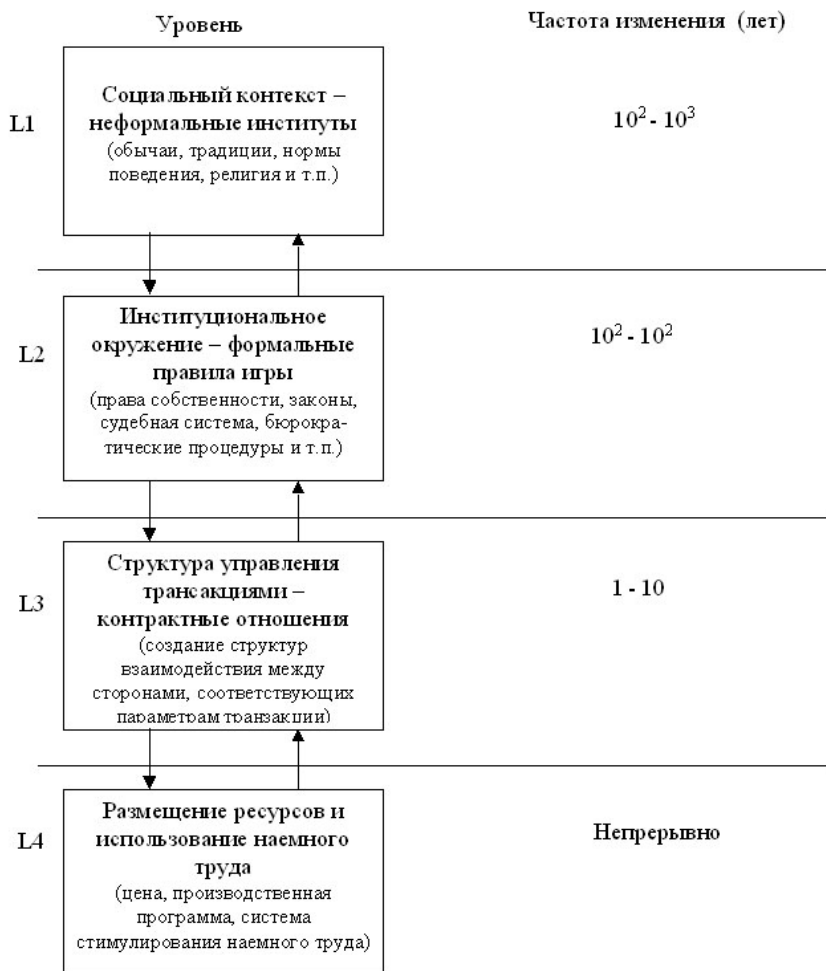 Уровень
Частота изменения (лет)
L1
Социальный контекст –
неформальные институты
(обычаи, традиции, нормы
поведения, религия и т.п.)
10² - 10³
L2
Институциональное
окружение – формальные
правила игры
(права собственности, законы,
судебная система, бюрокра-
тические процедуры и т.п.)
10² - 10²
L3
Структура управления
трансакциями –
контрактные отношения
(создание структур
взаимодействия между
сторонами, соответствующих
параметрам транзакции)
1 - 10
L4
Размещение ресурсов и
использование наемного
труда
(цена, производственная
программа, система
стимулирования наемного труда)
Непрерывно